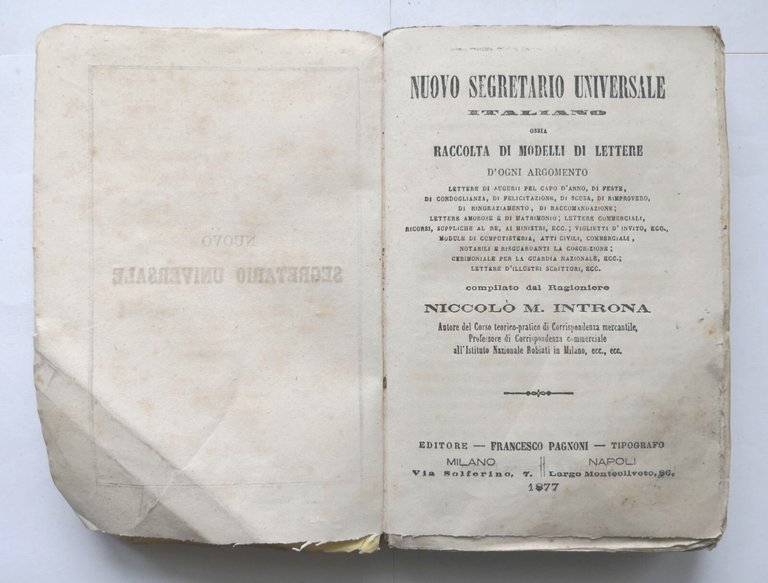 NUOVO
SEGRETARIO UNIVERSALE
NUOVO SEGRETARIO UNIVERSALE
ITALIANO
OSSIA
RACCOLTA DI MODELLI DI LETTERE
D'OGNI ARGOMENTO
LETTERE DI AUGURII PEL CAPO D'ANNO, DI FESTE,
DI CONDOGLIANZA, DI FELICITAZIONE, DI SCUSA, DI RIMPROVERO,
DI RINGRAZIAMENTO, DI RACCOMANDAZIONE;
LETTERE AMOROSE E DI MATRIMONIO; LETTERE COMMERCIALI,
RICORSI, SUPPLICHE AL RE, AI MINISTRI, ECC.; VIGLIETTI D'INVITO, ECC.,
MODULE DI COMPUTISTERIA, ATTI CIVILI, COMMERCIALI,
NOTARILI E RISGUARDANTI LA COSCRIZIONE;
CERIMONIALE PER LA GUARDIA NAZIONALE, ECC.;
LETTERE D'ILLUSTRI SCRITTORI, ECC.
compilato dal Ragioniere
NICCOLÒ M. INTRONA
Autore del Corso teorico-pratico di Corrispondenza mercantile,
Professore di Corrispondenza commerciale
all'Istituto Nazionale Robiati in Milano, ecc., ecc.
EDITORE — FRANCESCO PAGNONI — TIPOGRAFO
MILANO NAPOLI
Via Solferino, 7. Largo Monteoliveto, 86.
1877